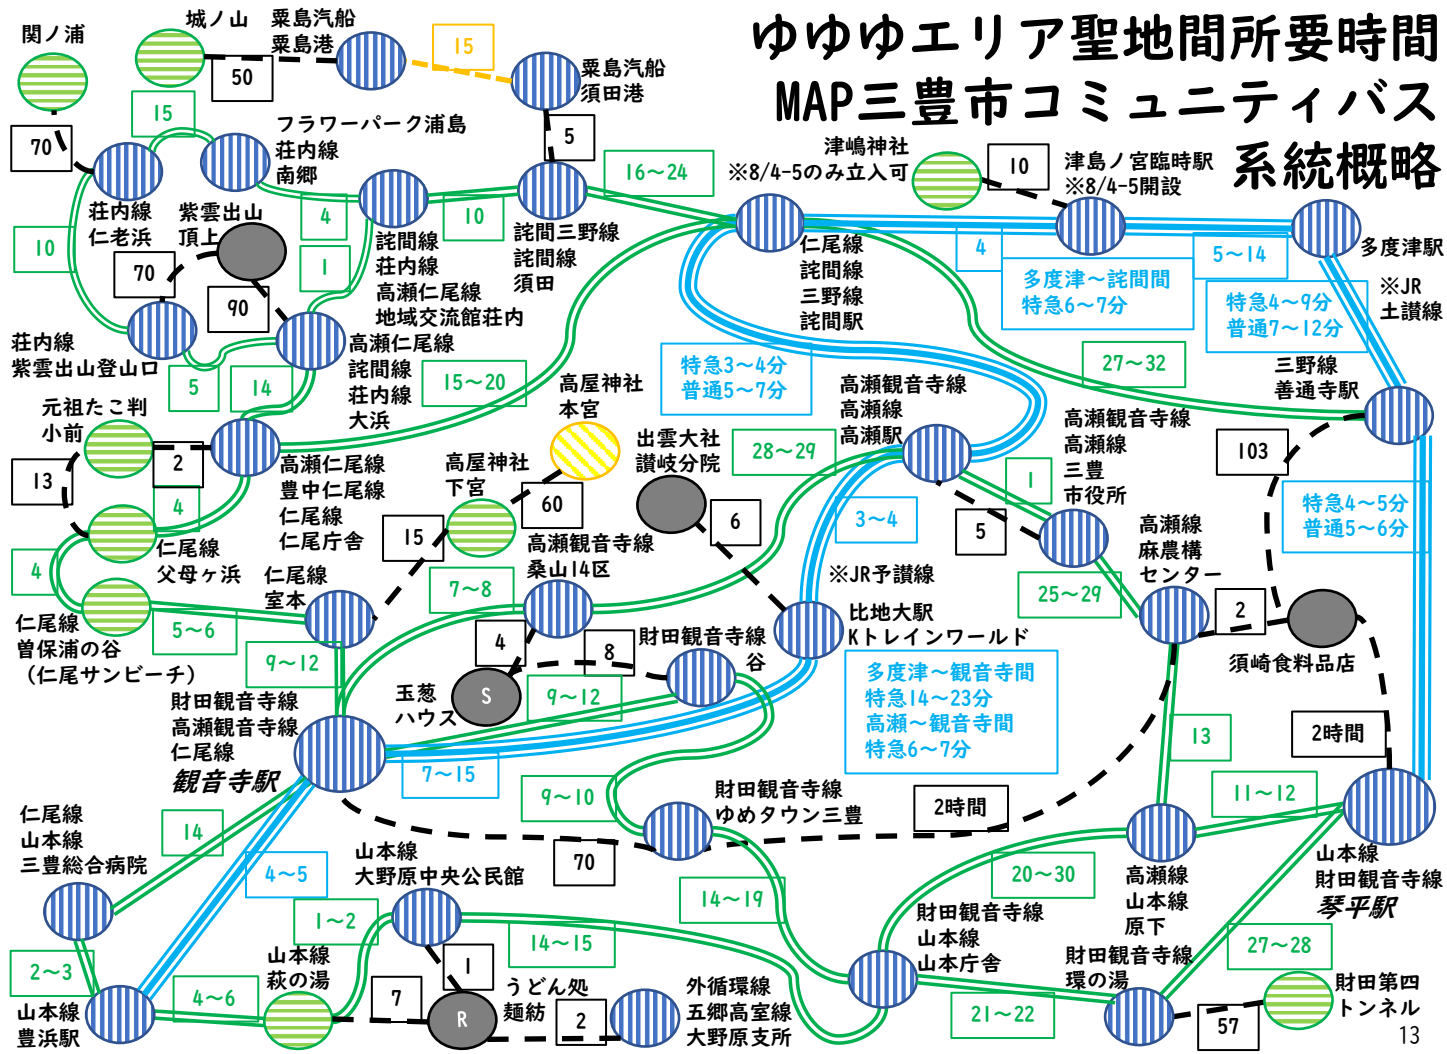 ゆゆゆエリア聖地間所要時間
MAP三豊市コミュニティバス
系統概略
関ノ浦
城ノ山
粟島汽船
粟島港
15
粟島汽船
須田港
50
70
15
フラワーパーク浦島
荘内線
南郷
5
16～24
津嶋神社
※8/4-5のみ立入可
10
津島ノ宮臨時駅
※8/4-5開設
荘内線
仁老浜
紫雲出山
頂上
4
10
詫間三野線
詫間線
須田
詫間線
荘内線
高瀬仁尾線
地域交流館荘内
仁尾線
詫間線
三野線
詫間駅
4
5～14
多度津駅
※JR
土讃線
多度津～詫間間
特急6～7分
特急4～9分
普通7～12分
10
70
1
90
荘内線
紫雲出山登山口
高瀬仁尾線
詫間線
荘内線
大浜
5
14
15～20
特急3～4分
普通5～7分
27～32
三野線
善通寺駅
元祖たこ判
小前
2
13
高瀬仁尾線
豊中仁尾線
仁尾線
仁尾庁舎
高屋神社
本宮
高屋神社
下宮
60
15
出雲大社
讃岐分院
6
28～29
高瀬観音寺線
高瀬線
高瀬駅
高瀬観音寺線
高瀬線
三豊
市役所
1
5
103
特急4～5分
普通5～6分
4
仁尾線
父母ヶ浜
4
仁尾線
曽保浦の谷
（仁尾サンビーチ）
5～6
仁尾線
室本
7～8
高瀬観音寺線
桑山14区
3～4
※JR予讃線
高瀬線
麻農構
センター
25～29
2
須崎食料品店
比地大駅
Kトレインワールド
9～12
4
8
財田観音寺線
谷
玉葱
ハウス
S
9～12
多度津～観音寺間
特急14～23分
高瀬～観音寺間
特急6～7分
財田観音寺線
高瀬観音寺線
仁尾線
観音寺駅
7～15
9～10
財田観音寺線
ゆめタウン三豊
2時間
13
2時間
11～12
仁尾線
山本線
三豊総合病院
14
4～5
70
山本線
大野原中央公民館
1～2
14～19
20～30
高瀬線
山本線
原下
山本線
財田観音寺線
琴平駅
2～3
山本線
豊浜駅
4～6
山本線
萩の湯
7
1
R
うどん処
麺紡
14～15
2
外循環線
五郷高室線
大野原支所
財田観音寺線
山本線
山本庁舎
21～22
財田観音寺線
環の湯
27～28
57
財田第四
トンネル
13